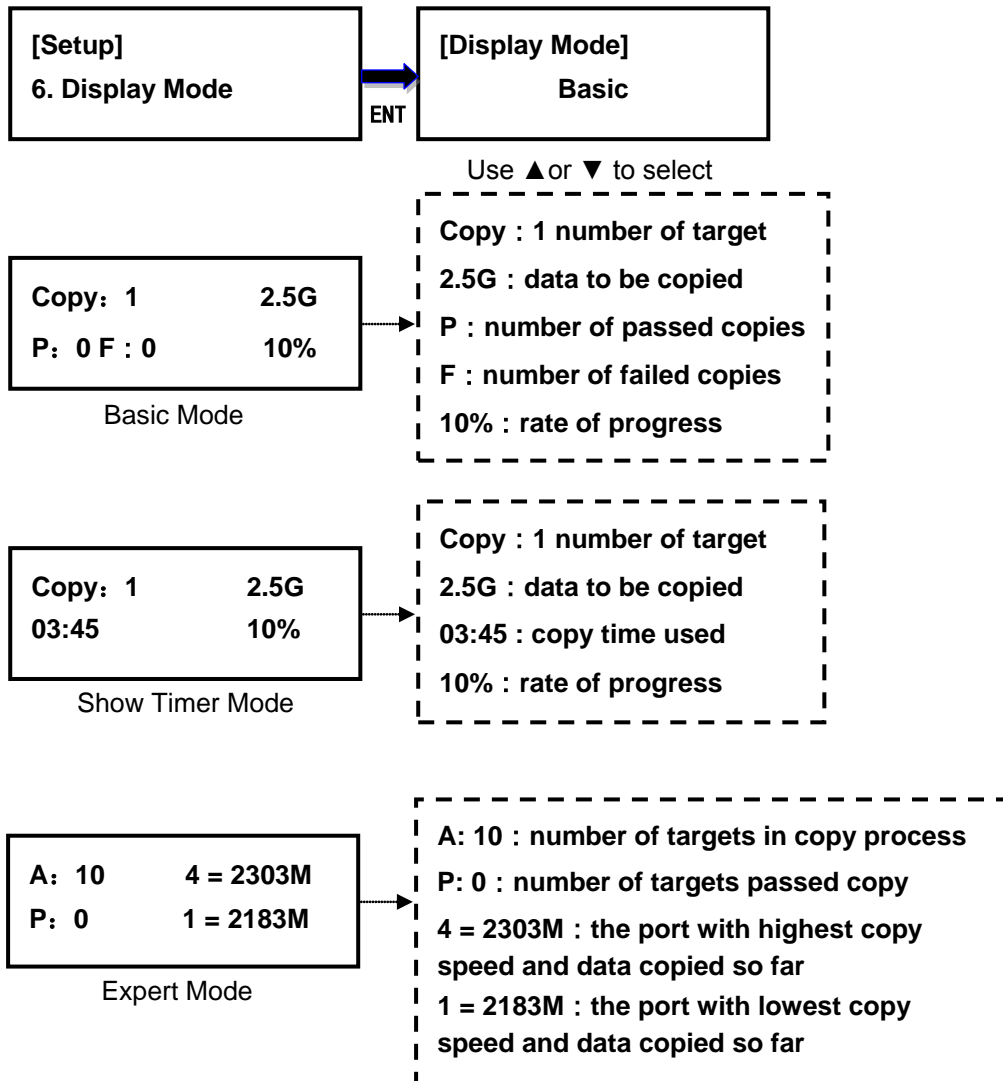 [Setup]
6. Display Mode
ENT
[Display Mode]
Basic
Use ▲or ▼ to select
Copy：1 2.5G
P：0 F：0 10%
Basic Mode
Copy：1 number of target
2.5G：data to be copied
P：number of passed copies
F：number of failed copies
10%：rate of progress
Copy：1 2.5G
03:45 10%
Show Timer Mode
Copy：1 number of target
2.5G：data to be copied
03:45 : copy time used
10%：rate of progress
A：10 4 = 2303M
P：0 1 = 2183M
Expert Mode
A: 10：number of targets in copy process
P: 0：number of targets passed copy
4 = 2303M：the port with highest copy
speed and data copied so far
1 = 2183M：the port with lowest copy
speed and data copied so far